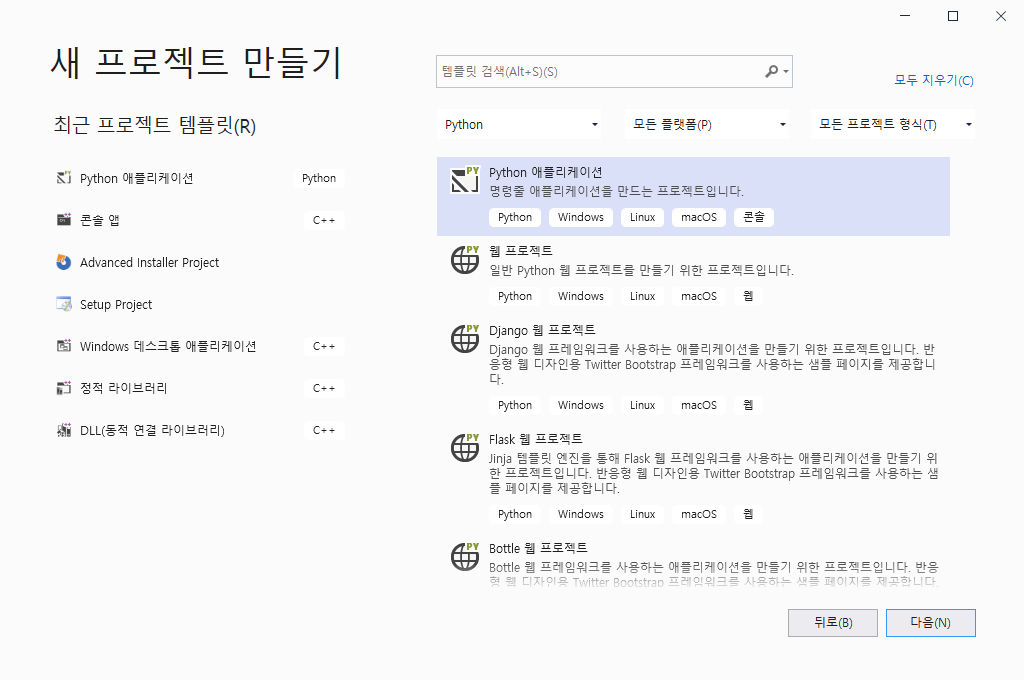 새 프로젝트 만들기
최근 프로젝트 템플릿(R)
Python 애플리케이션 Python
콘솔 앱 C++
Advanced Installer Project
Setup Project
Windows 데스크톱 애플리케이션 C++
정적 라이브러리 C++
DLL(동적 연결 라이브러리) C++
템플릿 검색(Alt+S)(S)
모두 지우기(C)
Python 모든 플랫폼(P) 모든 프로젝트 형식(T)
PY
Python 애플리케이션
명령줄 애플리케이션을 만드는 프로젝트입니다.
Python Windows Linux macOS 콘솔
PY
웹 프로젝트
일반 Python 웹 프로젝트를 만들기 위한 프로젝트입니다.
Python Windows Linux macOS 웹
PY
Django 웹 프로젝트
Django 웹 프레임워크를 사용하는 애플리케이션을 만들기 위한 프로젝트입니다. 반
응형 웹 디자인용 Twitter Bootstrap 프레임워크를 사용하는 샘플 페이지를 제공합니
다.
Python Windows Linux macOS 웹
PY
Flask 웹 프로젝트
Jinja 템플릿 엔진을 통해 Flask 웹 프레임워크를 사용하는 애플리케이션을 만들기 위
한 프로젝트입니다. 반응형 웹 디자인용 Twitter Bootstrap 프레임워크를 사용하는 샘
플 페이지를 제공합니다.
Python Windows Linux macOS 웹
PY
Bottle 웹 프로젝트
Bottle 웹 프레임워크를 사용하는 애플리케이션을 만들기 위한 프로젝트입니다. 반응
형 웹 디자인용 Twitter Bootstrap 프레임워크를 사용하는 샘플 페이지를 제공합니다.
뒤로(B) 다음(N)